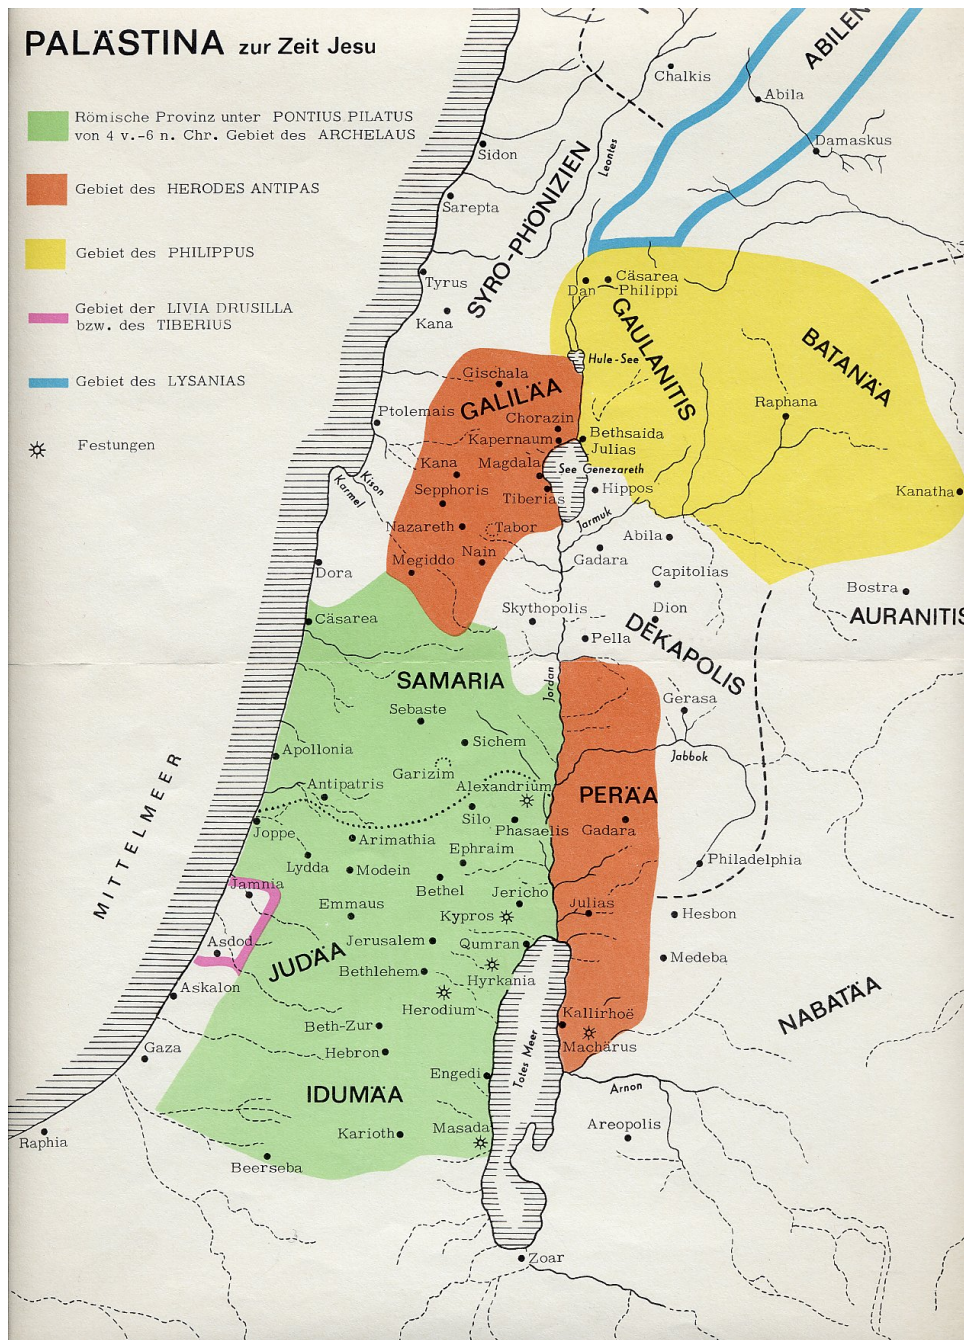 PALÄSTINA zur Zeit Jesu
Römische Provinz unter PONTIUS PILATUS
von 4 v.-6 n. Chr. Gebiet des ARCHELAUS
Gebiet des HERODES ANTIPAS
Gebiet des PHILIPPUS
Gebiet der LIVIA DRUSILLA
bzw. des TIBERIUS
Gebiet des LYSANIAS
Festungen
ABILEN
Chalkis
Abila
Damaskus
Sidon
Leontes
Sarepta
SYRO-PHÖNIZIEN
Tyrus
Kana
Dan
Cäsarea
Philippi
GAULANITIS
BATANÄA
Hule-See
Gischala
GALILÄA
Raphana
Ptolemais
Chorazin
Kapernaum
Bethsaida
Julias
Kana
Magdala
See Genezareth
Kison
Karmel
Sepphoris
Tiberias
Hippos
Kanatha
Nazareth
Tabor
Jarmuk
Abila
Nain
Megiddo
Gadara
Dora
Capitolias
Bostra
Skythopolis
Dion
AURANITIS
Cäsarea
DEKAPOLIS
Pella
SAMARIA
Jordan
Gerasa
Sebaste
Sichem
Apollonia
Jabbok
Garizim
Antipatris
Alexandrium
PERÄA
MITTELMEER
Joppe
Silo
Phasaelis
Gadara
Arimathia
Ephraim
Lydda
Modein
Philadelphia
Jamnia
Bethel
Jericho
Emmaus
Kypros
Julias
Hesbon
Asdod
JUDÄA
Jerusalem
Qumran
Medeba
Bethlehem
Hyrkania
Askalon
Herodium
NABATÄA
Beth-Zur
Kallirhoë
Gaza
Hebron
Totes Meer
Machärus
Engedi
Arnon
IDUMÄA
Raphia
Karioth
Masada
Areopolis
Beerseba
Zoar